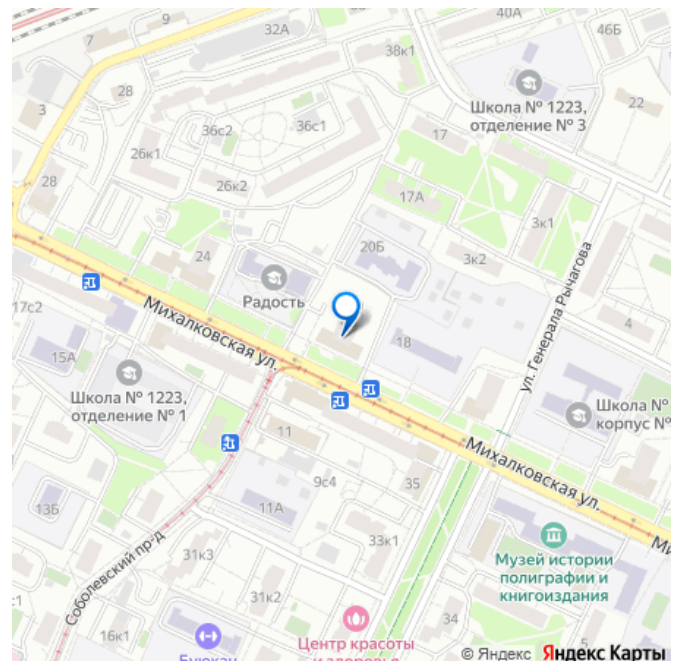 40А
46Б
9
7
32А
38к1
28
3
Школа № 1223,
отделение № 3
22
36с2
36с1
17
26к1
28
26к2
17А
3к1
24
20Б
3к2
Радость
ул. Генерала Рычагова
17с2
Михалковская ул.
4
18
15А
Школа № 1223,
отделение № 1
Школа №
корпус №
11
Михалковская ул.
9с4
35
13Б
11А
33к1
Музей истории
полиграфии и
книгоиздания
Соболевский пр-д
31к3
31к2
34
5
16к1
Центр красоты
© Яндекс Яндекс Карты